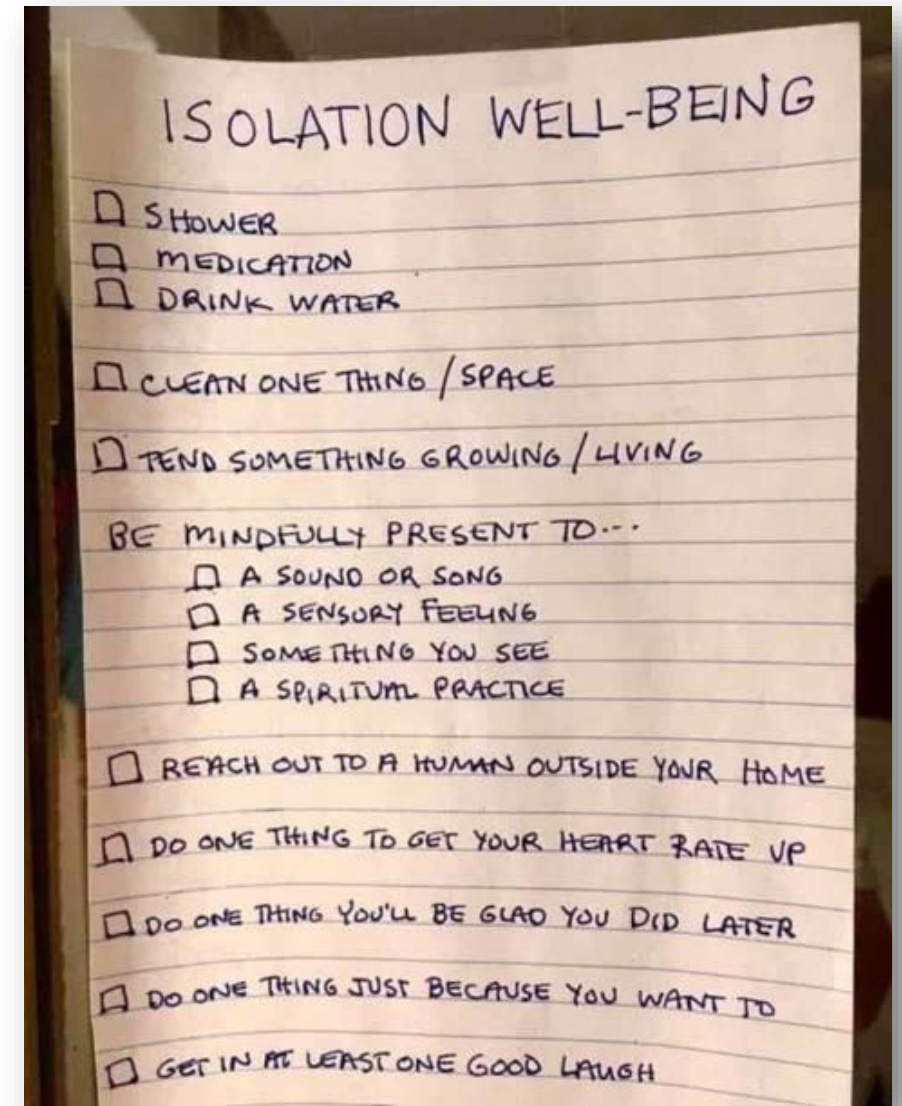 ISOLATION WELL-BEING
SHOWER
MEDICATION
DRINK WATER
CLEAN ONE THING / SPACE
TEND SOMETHING GROWING / LIVING
BE MINDFULLY PRESENT TO...
A SOUND OR SONG
A SENSORY FEELING
SOMETHING YOU SEE
A SPIRITUAL PRACTICE
REACH OUT TO A HUMAN OUTSIDE YOUR HOME
DO ONE THING TO GET YOUR HEART RATE UP
DO ONE THING YOU'LL BE GLAD YOU DID LATER
DO ONE THING JUST BECAUSE YOU WANT TO
GET IN AT LEAST ONE GOOD LAUGH